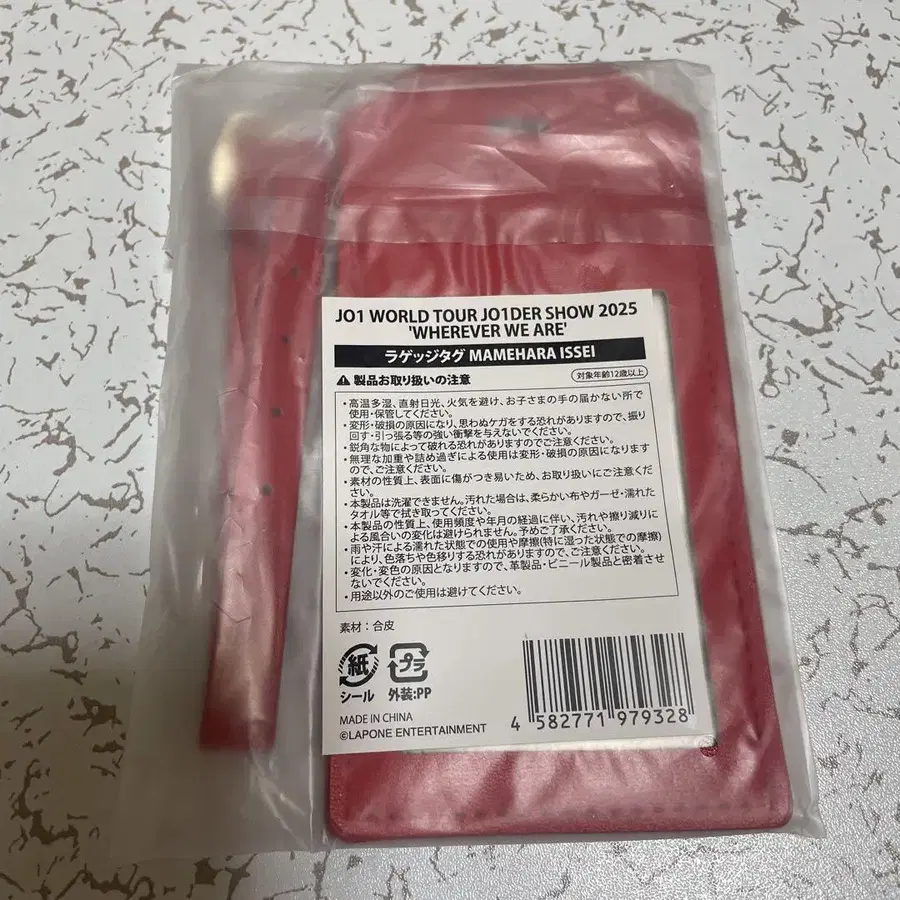 JO1 WORLD TOUR JO1DER SHOW 2025
'WHEREVER WE ARE'
ラゲッジタグ MAMEHARA ISSEI
⚠ 製品お取り扱いの注意
対象年齢12歳以上
・高温多湿、直射日光、火気を避け、お子さまの手の届かない所で
使用・保管してください。
・変形・破損の原因になり、思わぬケガをする恐れがありますので、振り
回す・引っ張る等の強い衝撃を与えないでください。
・鋭角な物によって破れる恐れがありますのでご注意ください。
・無理な加重や詰め過ぎによる使用は変形・破損の原因になります
ので、ご注意ください。
・素材の性質上、表面に傷がつき易いため、お取り扱いにご注意くだ
さい。
・本製品は洗濯できません。汚れた場合は、柔らかい布やガーゼ・濡れた
タオル等で拭き取ってください。
・本製品の性質上、使用頻度や年月の経過に伴い、汚れや擦り減りに
よる風合いの変化は避けられません。予めご了承ください。
・雨や汗による濡れた状態での使用や摩擦(特に湿った状態での摩擦)
により、色落ちや色移りする恐れがありますので、ご注意ください。
・変化・変色の原因となりますので、革製品・ビニール製品と密着させ
ないでください。
・用途以外のご使用は避けてください。
素材：合皮
紙
シール
プラ
外装:PP
MADE IN CHINA
©LAPONE ENTERTAINMENT
4 582771 979328